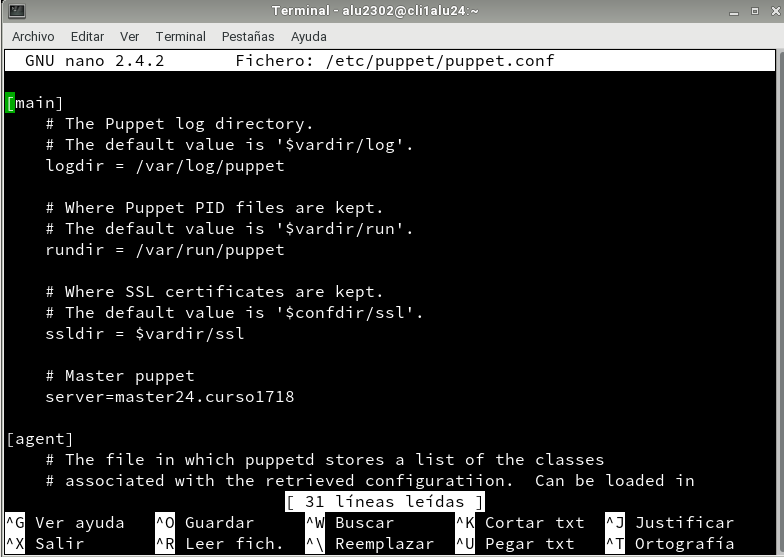 Terminal - alu2302@cli1alu24:~
Archivo Editar Ver Terminal Pestañas Ayuda
GNU nano 2.4.2 Fichero: /etc/puppet/puppet.conf
[main]
# The Puppet log directory.
# The default value is '$vardir/log'.
logdir = /var/log/puppet
# Where Puppet PID files are kept.
# The default value is '$vardir/run'.
rundir = /var/run/puppet
# Where SSL certificates are kept.
# The default value is '$confdir/ssl'.
ssldir = $vardir/ssl
# Master puppet
server=master24.curso1718
[agent]
# The file in which puppetd stores a list of the classes
# associated with the retrieved configuratiion.  Can be loaded in
[ 31 líneas leídas ]
^G Ver ayuda ^O Guardar ^W Buscar ^K Cortar txt ^J Justificar
^X Salir ^R Leer fich. ^\ Reemplazar ^U Pegar txt ^T Ortografía